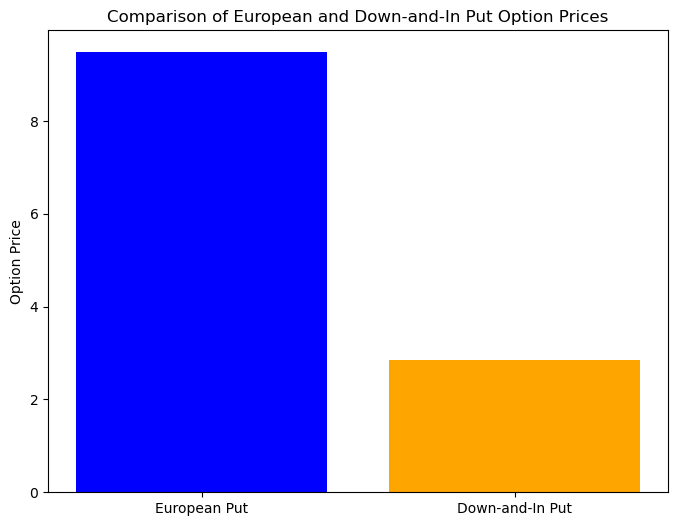 Comparison of European and Down-and-In Put Option Prices
Option Price
8
6
4
2
0
European Put
Down-and-In Put